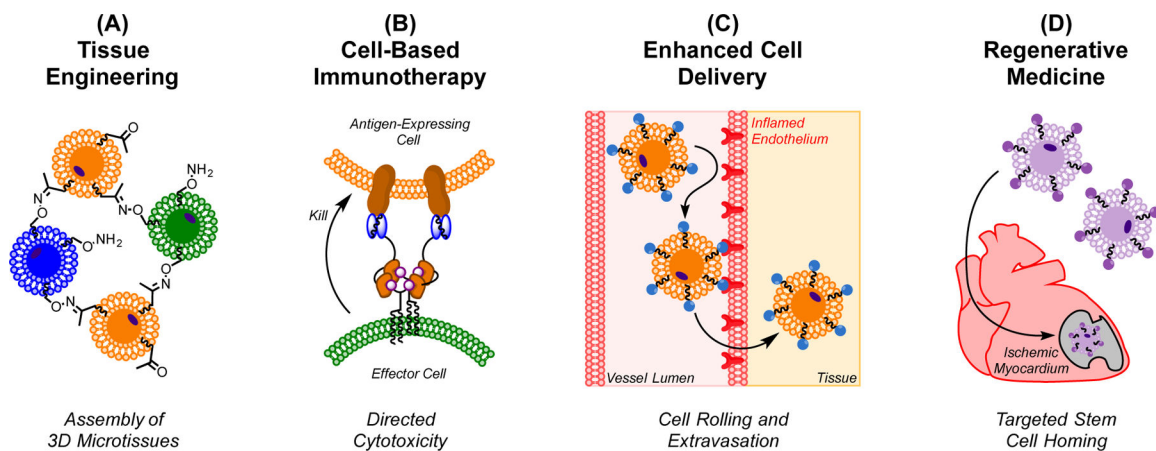 (A)
Tissue
Engineering
O
NH2
N
O
N
O
O
NH2
O
N
N
O
O
Assembly of
3D Microtissues
(B)
Cell-Based
Immunotherapy
Antigen-Expressing
Cell
Kill
Effector Cell
Directed
Cytotoxicity
(C)
Enhanced Cell
Delivery
Inflamed
Endothelium
Vessel Lumen
Tissue
Cell Rolling and
Extravasation
(D)
Regenerative
Medicine
Ischemic
Myocardium
Targeted Stem
Cell Homing